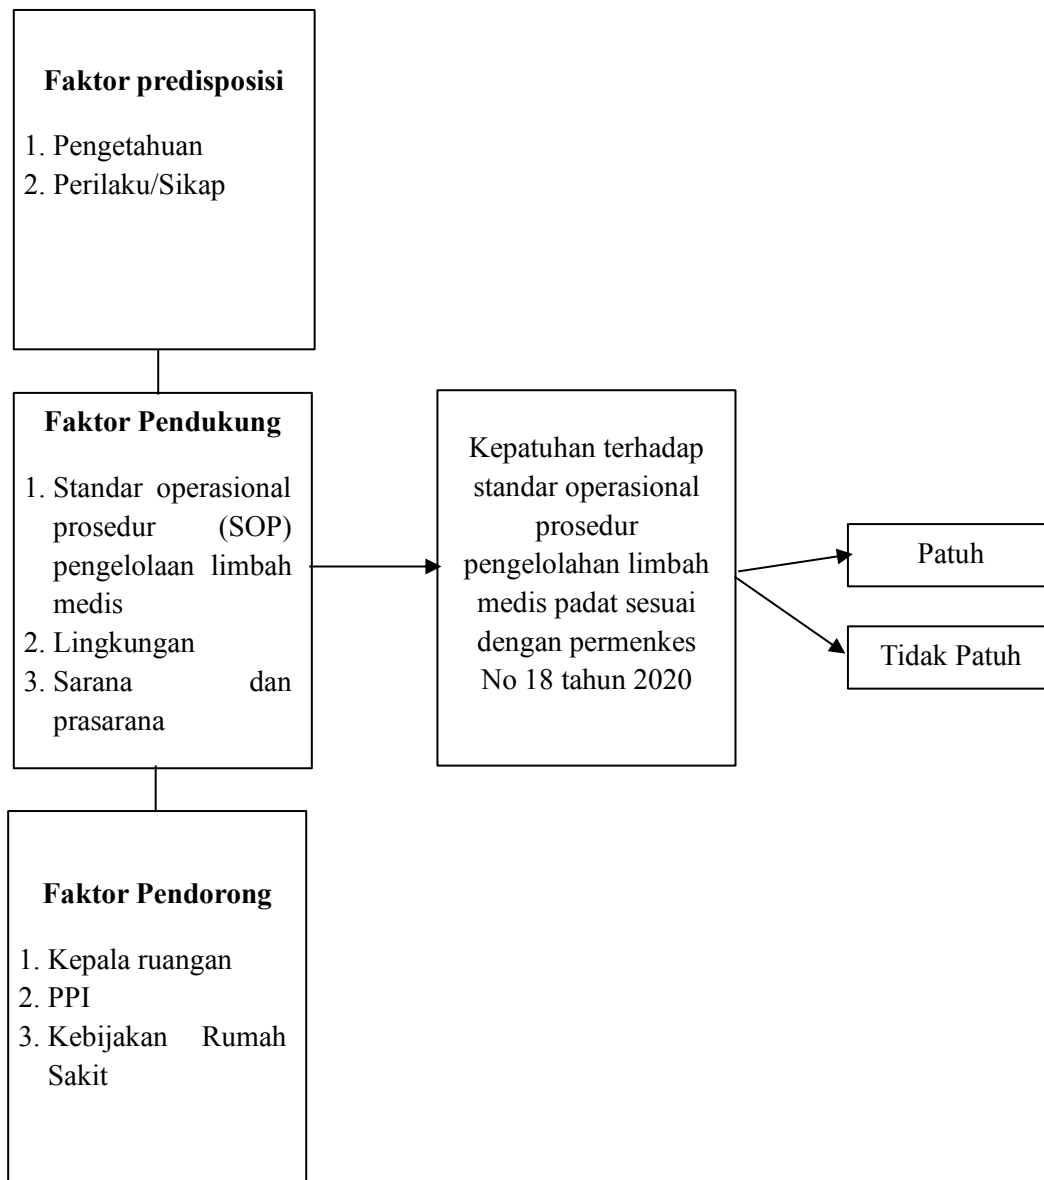 Faktor predisposisi
1. Pengetahuan
2. Perilaku/Sikap
Faktor Pendukung
1. Standar operasional
prosedur (SOP)
pengelolaan limbah
medis
2. Lingkungan
3. Sarana dan
prasarana
Faktor Pendorong
1. Kepala ruangan
2. PPI
3. Kebijakan Rumah
Sakit
Kepatuhan terhadap
standar operasional
prosedur
pengelolahan limbah
medis padat sesuai
dengan permenkes
No 18 tahun 2020
Patuh
Tidak Patuh